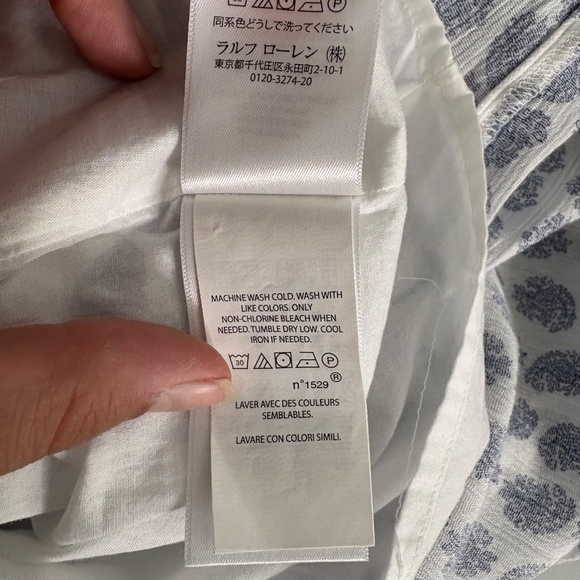 同系色どうしで洗ってください
ラルフ ローレン (株)
東京都千代田区永田町2-10-1
0120-3274-20
MACHINE WASH COLD. WASH WITH
LIKE COLORS. ONLY
NON-CHLORINE BLEACH WHEN
NEEDED. TUMBLE DRY LOW. COOL
IRON IF NEEDED.
30 P
n°1529 ®
LAVER AVEC DES COULEURS
SEMBLABLES.
LAVARE CON COLORI SIMILI.